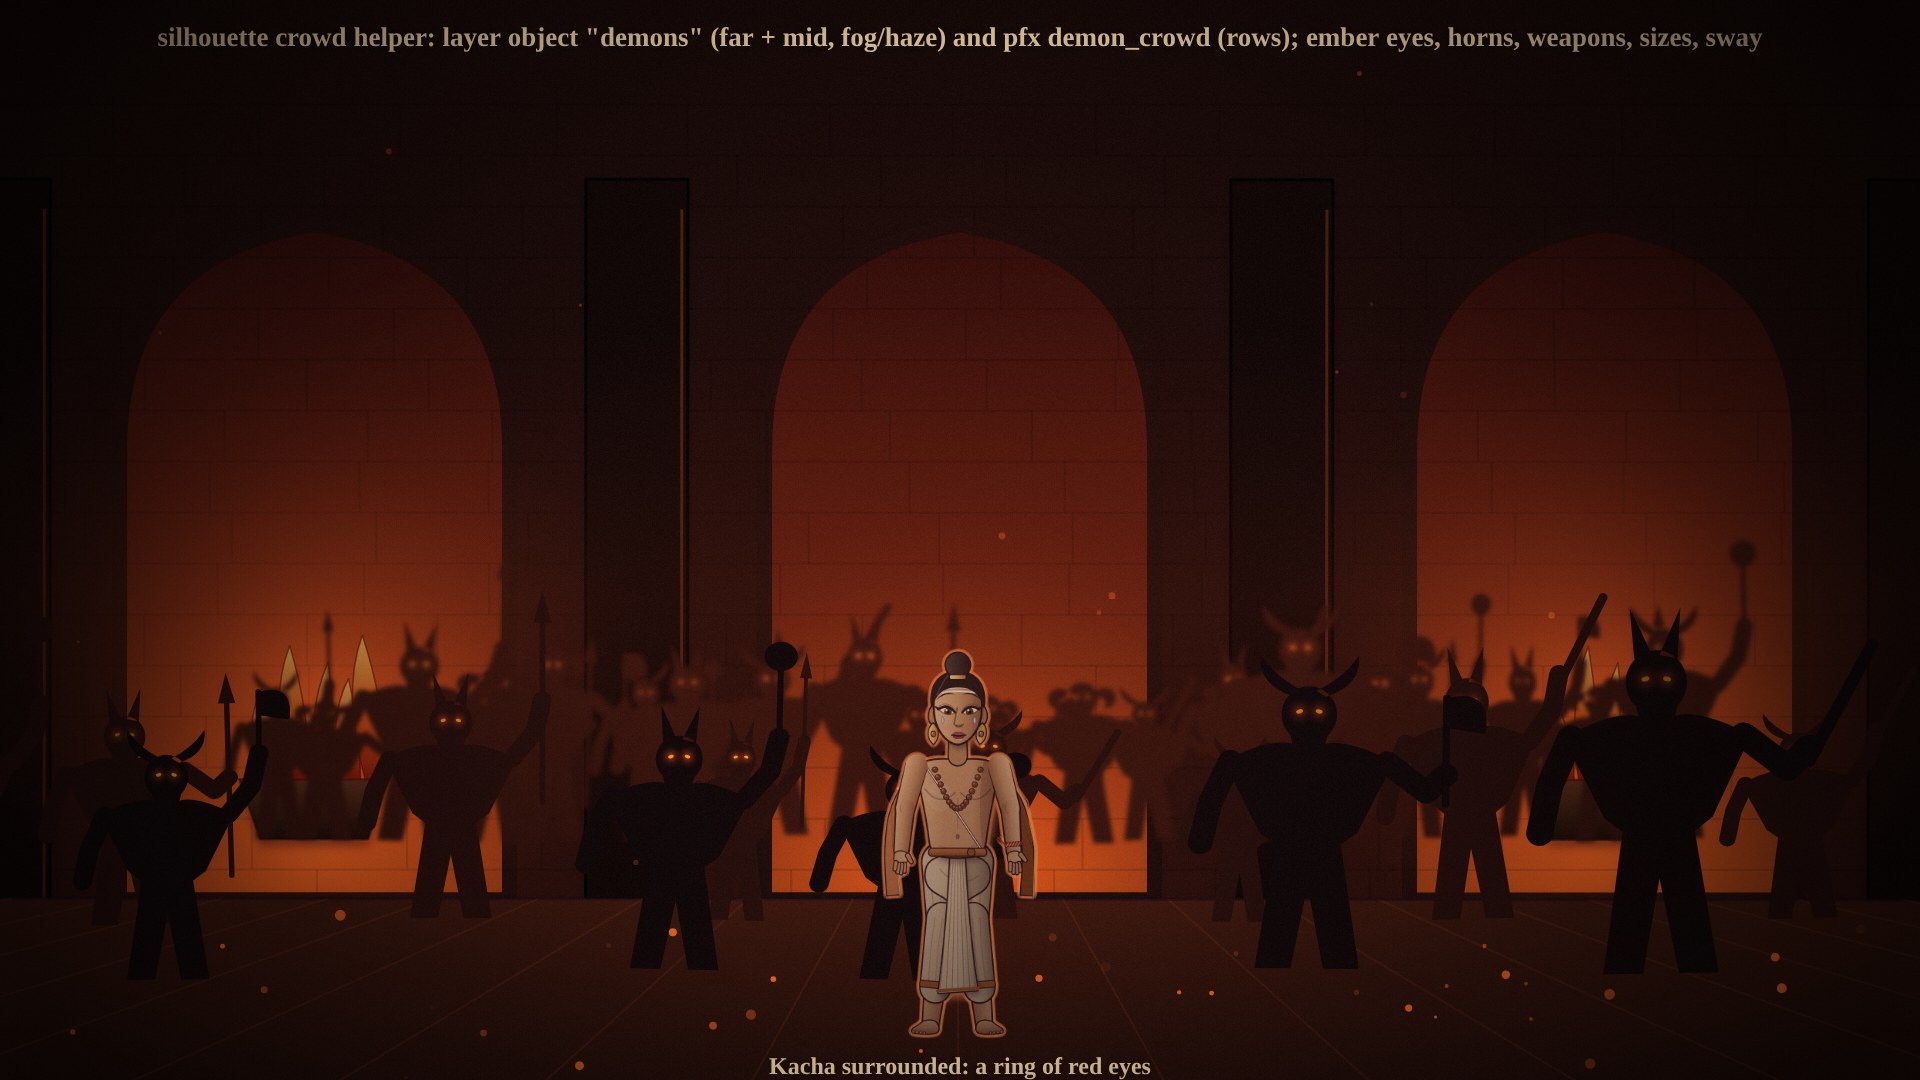 silhouette crowd helper: layer object "demons" (far + mid, fog/haze) and pfx demon_crowd (rows); ember eyes, horns, weapons, sizes, sway
Kacha surrounded: a ring of red eyes